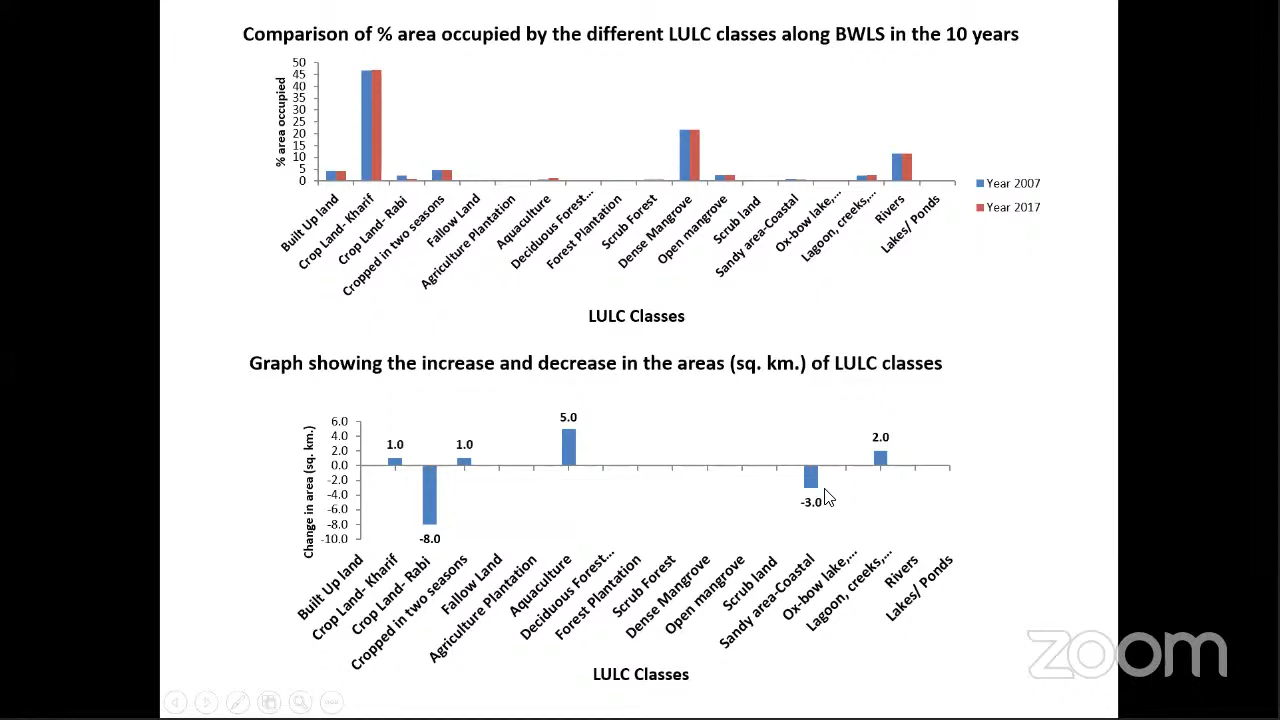 Comparison of % area occupied by the different LULC classes along BWLS in the 10 years
% area occupied
50
45
40
35
30
25
20
15
10
5
0
Built Up land
Crop Land- Kharif
Crop Land- Rabi
Cropped in two seasons
Fallow Land
Agriculture Plantation
Aquaculture
Deciduous Forest...
Forest Plantation
Scrub Forest
Dense Mangrove
Open mangrove
Scrub land
Sandy area-Coastal
Ox-bow lake,...
Lagoon, creeks,...
Rivers
Lakes/ Ponds
Year 2007
Year 2017
LULC Classes
Graph showing the increase and decrease in the areas (sq. km.) of LULC classes
Change in area (sq. km.)
6.0
4.0
2.0
0.0
-2.0
-4.0
-6.0
-8.0
-10.0
1.0
-8.0
1.0
5.0
-3.0
2.0
Built Up land
Crop Land- Kharif
Crop Land- Rabi
Cropped in two seasons
Fallow Land
Agriculture Plantation
Aquaculture
Deciduous Forest...
Forest Plantation
Scrub Forest
Dense Mangrove
Open mangrove
Scrub land
Sandy area-Coastal
Ox-bow lake,...
Lagoon, creeks,...
Rivers
Lakes/ Ponds
LULC Classes
zoom